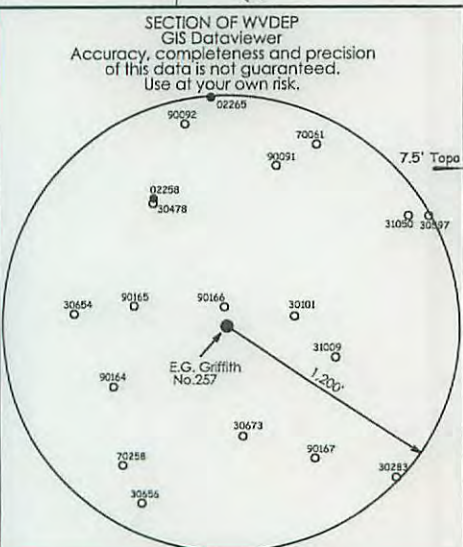 SECTION OF WVDEP
GIS Dataviewer
Accuracy, completeness and precision
of this data is not guaranteed.
Use at your own risk.
02265
90092
70061
90091
7.5' Topo
02258
30478
31050 30597
30654
90165
90166
30101
E.G. Griffith
No.257
31009
1,200'
90164
30673
70258
90167
30283
30656